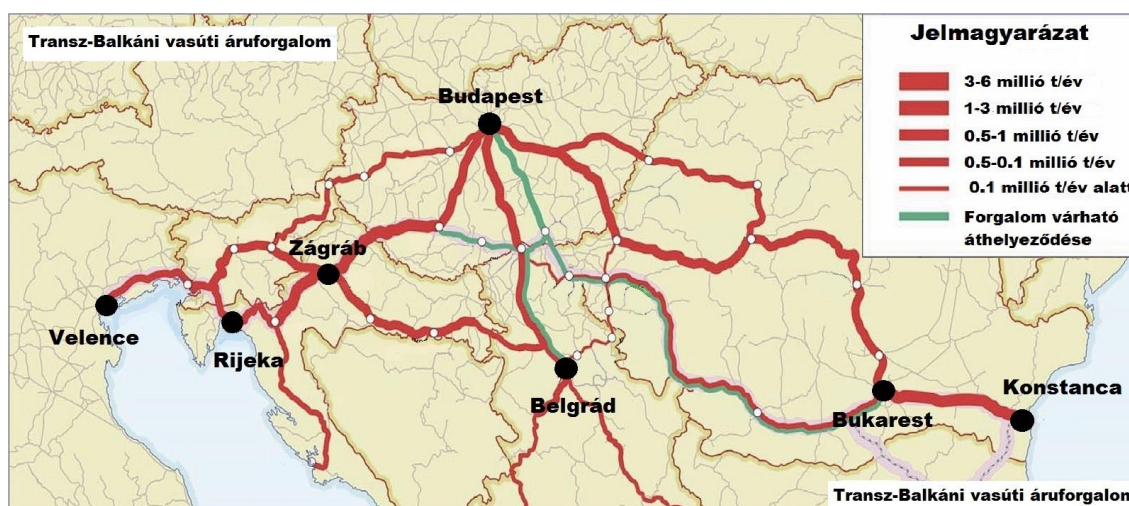 Transz-Balkáni vasúti áruforgalom
Jelmagyarázat
3-6 millió t/év
1-3 millió t/év
0.5-1 millió t/év
0.5-0.1 millió t/év
0.1 millió t/év alatt
Forgalom várható
áthelyeződése
Budapest
Zágráb
Velence
Rijeka
Belgrád
Bukarest
Konstanca
Transz-Balkáni vasúti áruforgalom